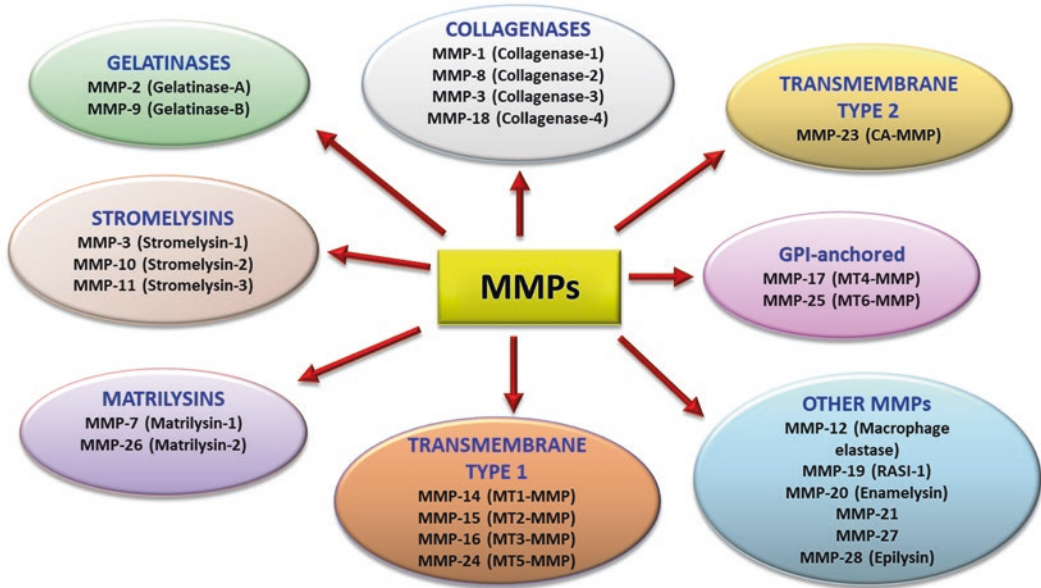 COLLAGENASES
MMP-1 (Collagenase-1)
MMP-8 (Collagenase-2)
MMP-3 (Collagenase-3)
MMP-18 (Collagenase-4)
GELATINASES
MMP-2 (Gelatinase-A)
MMP-9 (Gelatinase-B)
TRANSMEMBRANE
TYPE 2
MMP-23 (CA-MMP)
STROMELYSINS
MMP-3 (Stromelysin-1)
MMP-10 (Stromelysin-2)
MMP-11 (Stromelysin-3)
MMPs
GPI-anchored
MMP-17 (MT4-MMP)
MMP-25 (MT6-MMP)
MATRILYSINS
MMP-7 (Matrilysin-1)
MMP-26 (Matrilysin-2)
TRANSMEMBRANE
TYPE 1
MMP-14 (MT1-MMP)
MMP-15 (MT2-MMP)
MMP-16 (MT3-MMP)
MMP-24 (MT5-MMP)
OTHER MMPs
MMP-12 (Macrophage
elastase)
MMP-19 (RASI-1)
MMP-20 (Enamelysin)
MMP-21
MMP-27
MMP-28 (Epilysin)